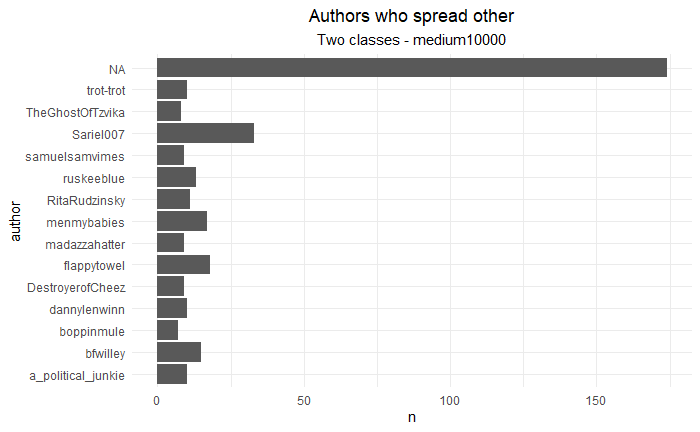 Authors who spread other
Two classes - medium10000
author
NA
trot-trot
TheGhostOfTzvika
Sariel007
samuelsamvimes
ruskeeblue
RitaRudzinsky
menmybabies
madazzahatter
flappytowel
DestroyerofCheez
dannylenwinn
boppinmule
bfwilley
a_political_junkie
0 50 100 150
n